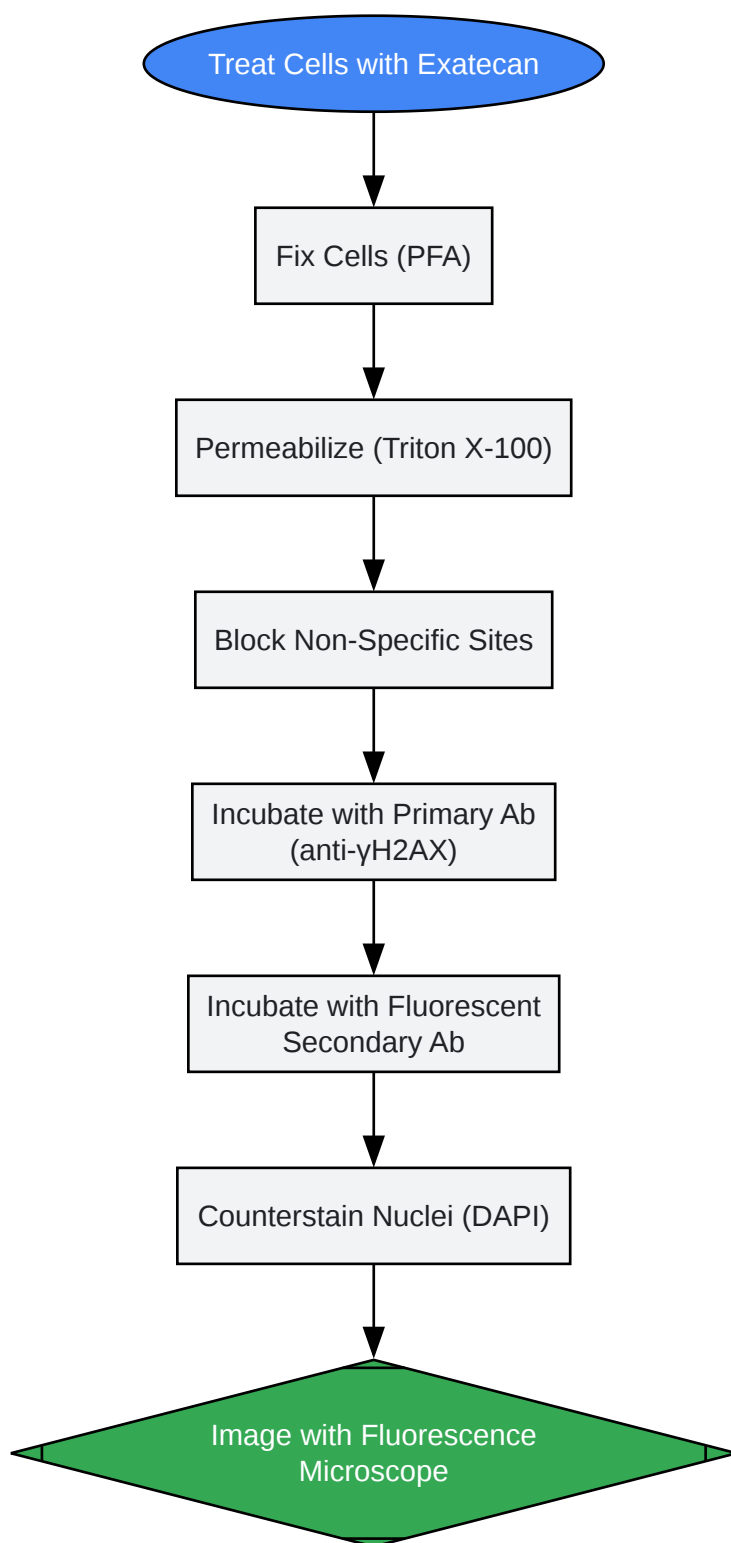 Treat Cells with Exatecan
Fix Cells (PFA)
Permeabilize (Triton X-100)
Block Non-Specific Sites
Incubate with Primary Ab
(anti-γH2AX)
Incubate with Fluorescent
Secondary Ab
Counterstain Nuclei (DAPI)
Image with Fluorescence
Microscope